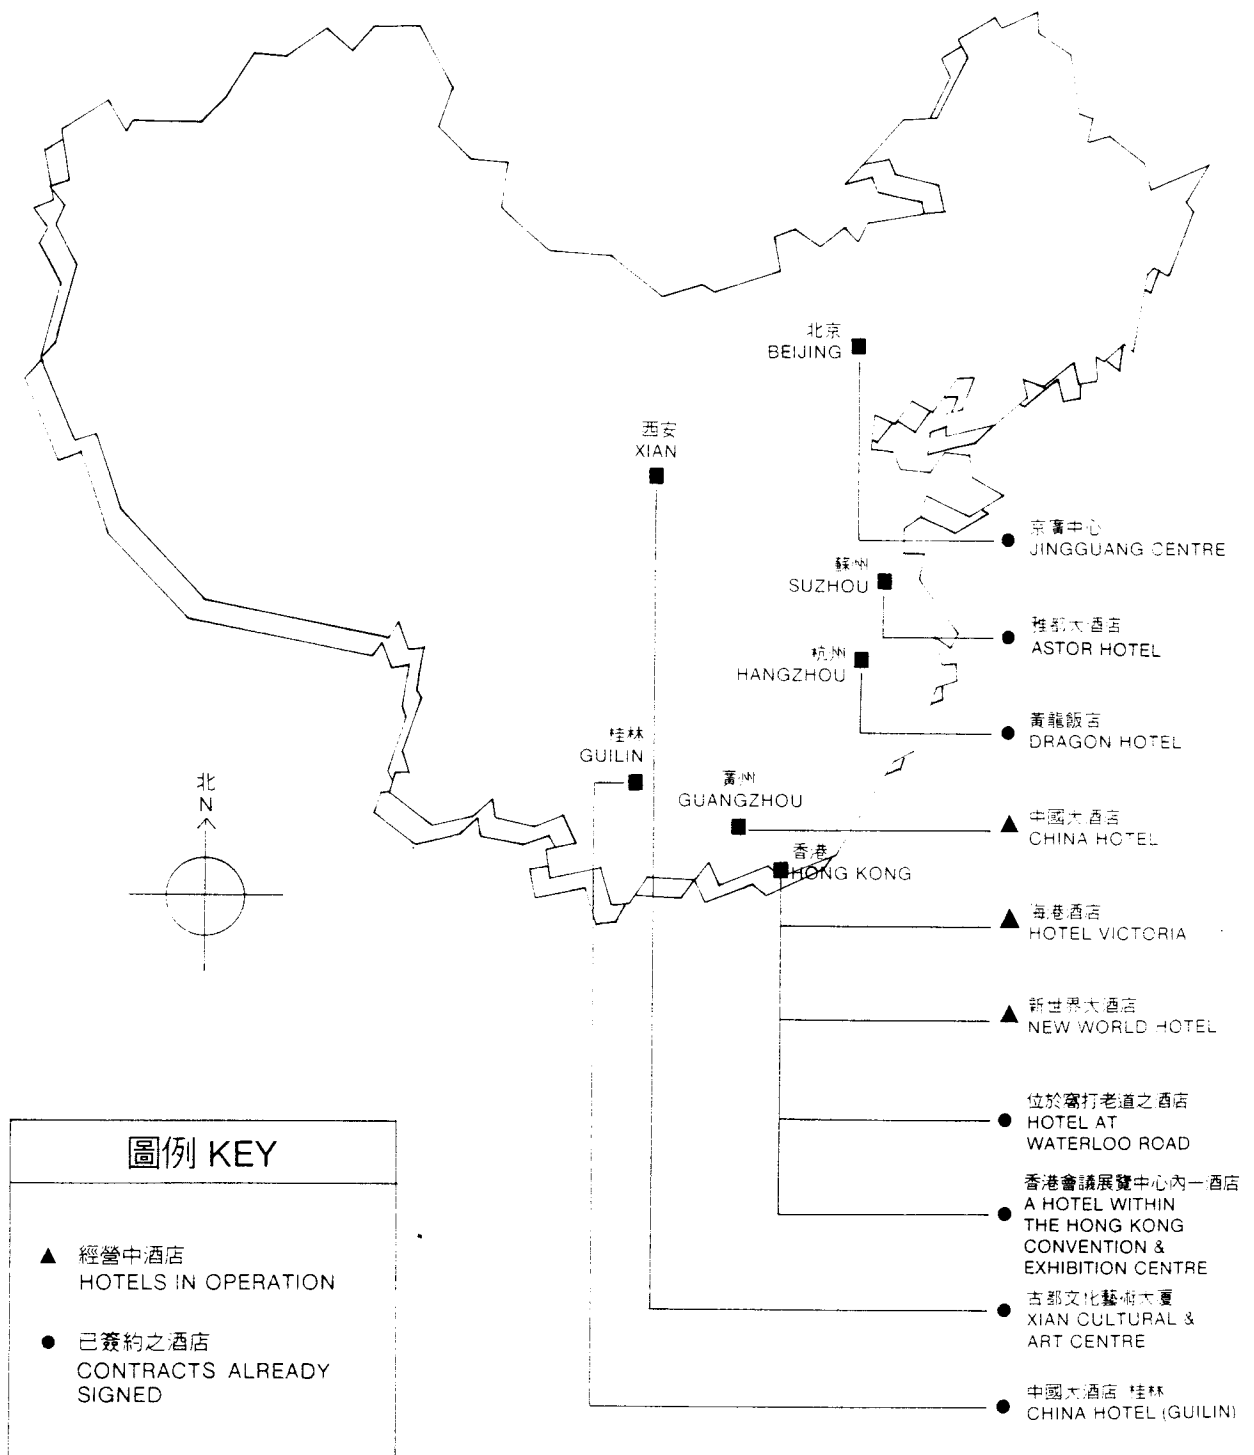 北京
BEIJING
西安
XIAN
京廣中心
JINGGUANG CENTRE
蘇州
SUZHOU
雅都大酒店
ASTOR HOTEL
杭州
HANGZHOU
黃龍飯店
DRAGON HOTEL
桂林
GUILIN
廣州
GUANGZHOU
中國大酒店
CHINA HOTEL
香港
HONG KONG
北
N
海港酒店
HOTEL VICTORIA
新世界大酒店
NEW WORLD HOTEL
位於窩打老道之酒店
HOTEL AT
WATERLOO ROAD
香港會議展覽中心內一酒店
A HOTEL WITHIN
THE HONG KONG
CONVENTION &
EXHIBITION CENTRE
古都文化藝術大廈
XIAN CULTURAL &
ART CENTRE
中國大酒店 桂林
CHINA HOTEL (GUILIN)
圖例 KEY
經營中酒店
HOTELS IN OPERATION
已簽約之酒店
CONTRACTS ALREADY
SIGNED